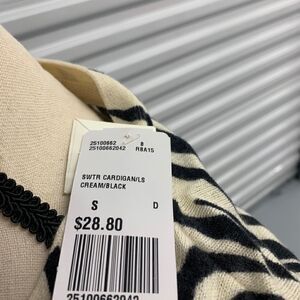 25100662 8
25100662042 R8A15
SWTR CARDIGAN/LS
CREAM/BLACK
S D
$28.80
25100662042